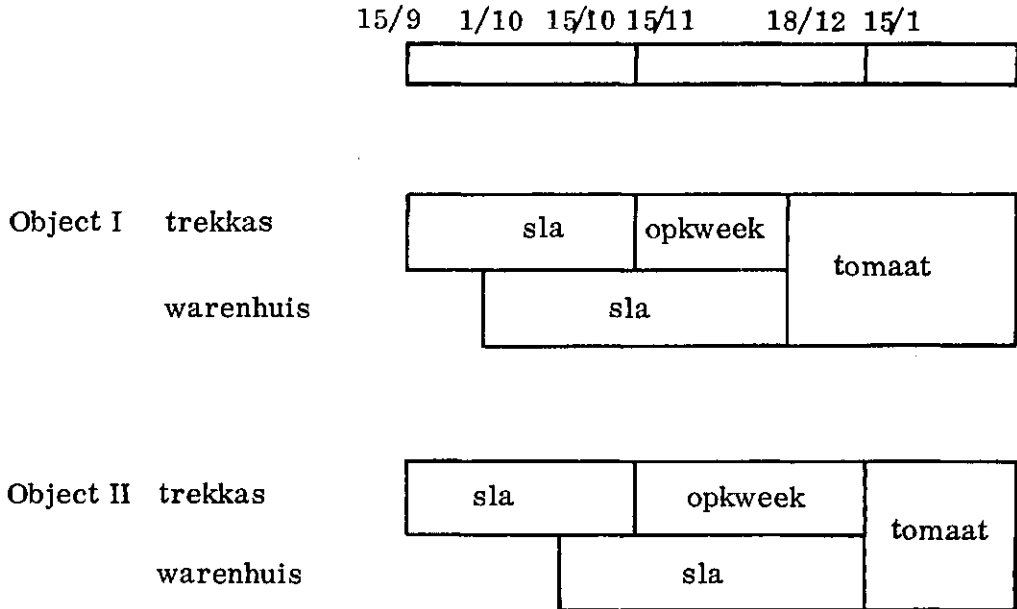 15/9 1/10 15/10 15/11 18/12 15/1
Object I trekkas sla opkweek
tomaat
warenhuis sla
Object II trekkas sla opkweek
tomaat
warenhuis sla